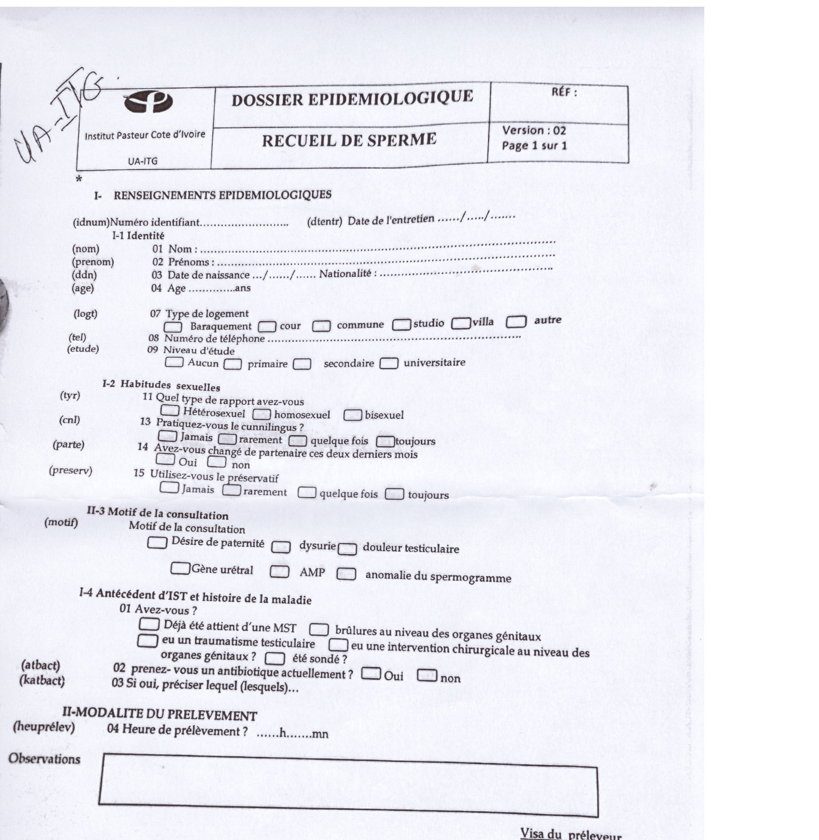 UA-ITG
DOSSIER EPIDEMIOLOGIQUE
RÉF :
Institut Pasteur Cote d'Ivoire
UA-ITG
RECUEIL DE SPERME
Version : 02
Page 1 sur 1
*
I- RENSEIGNEMENTS EPIDEMIOLOGIQUES
(idnum)Numéro identifiant........................... (dtentr) Date de l'entretien ....../...../.......
I-1 Identité
(nom) 01 Nom : ....................................................................................................
(prenom) 02 Prénoms : ...............................................................................................
(ddn) 03 Date de naissance .../......./...... Nationalité : ..................................................
(age) 04 Age ..............ans
(logt) 07 Type de logement
Baraquement cour commune studio villa autre
(tel) 08 Numéro de téléphone ...........................................................................
(etude) 09 Niveau d'étude
Aucun primaire secondaire universitaire
I-2 Habitudes sexuelles
(tyr) 11 Quel type de rapport avez-vous
Hétérosexuel homosexuel bisexuel
(cnl) 13 Pratiquez-vous le cunnilingus ?
Jamais rarement quelque fois toujours
(parte) 14 Avez-vous changé de partenaire ces deux derniers mois
Oui non
(preserv) 15 Utilisez-vous le préservatif
Jamais rarement quelque fois toujours
II-3 Motif de la consultation
(motif) Motif de la consultation
Désire de paternité dysurie douleur testiculaire
Gène urétral AMP anomalie du spermogramme
I-4 Antécédent d'IST et histoire de la maladie
01 Avez-vous ?
Déjà été attient d'une MST brûlures au niveau des organes génitaux
eu un traumatisme testiculaire eu une intervention chirurgicale au niveau des
organes génitaux ? été sondé ?
(atbact) 02 prenez- vous un antibiotique actuellement ? Oui non
(katbact) 03 Si oui, préciser lequel (lesquels)...
II-MODALITE DU PRELEVEMENT
(heuprélev) 04 Heure de prélèvement ? ......h.......mn
Observations
Visa du préleveur